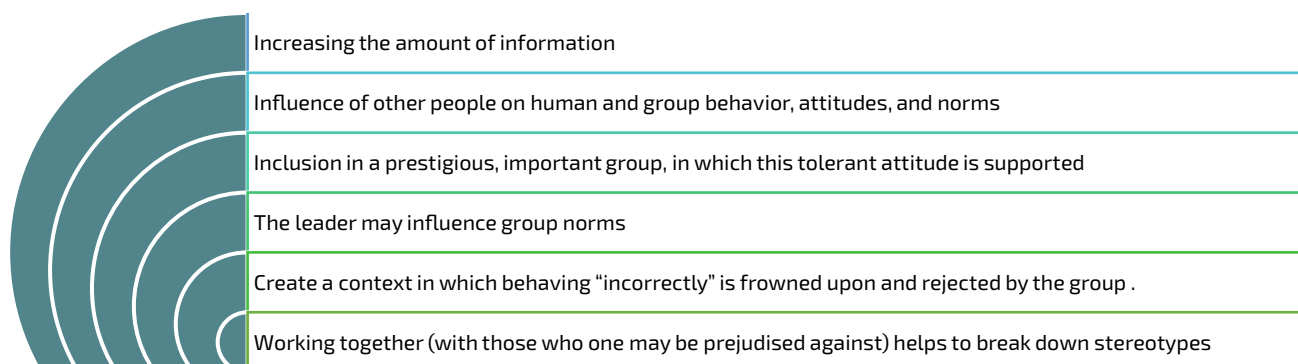 Increasing the amount of information
Influence of other people on human and group behavior, attitudes, and norms
Inclusion in a prestigious, important group, in which this tolerant attitude is supported
The leader may influence group norms
Create a context in which behaving “incorrectly” is frowned upon and rejected by the group .
Working together (with those who one may be prejudised against) helps to break down stereotypes